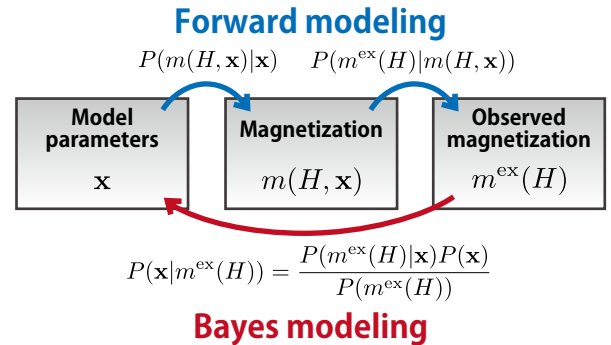 Forward modeling
P(m(H, x)|x) P(m^ex(H)|m(H, x))
Model parameters
x
Magnetization
m(H, x)
Observed magnetization
m^ex(H)
P(x|m^ex(H)) = P(m^ex(H)|x)P(x) / P(m^ex(H))
Bayes modeling